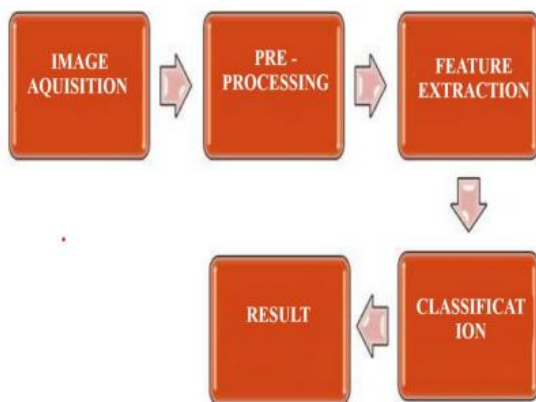 IMAGE
AQUISITION
PRE -
PROCESSING
FEATURE
EXTRACTION
CLASSIFICAT
ION
RESULT